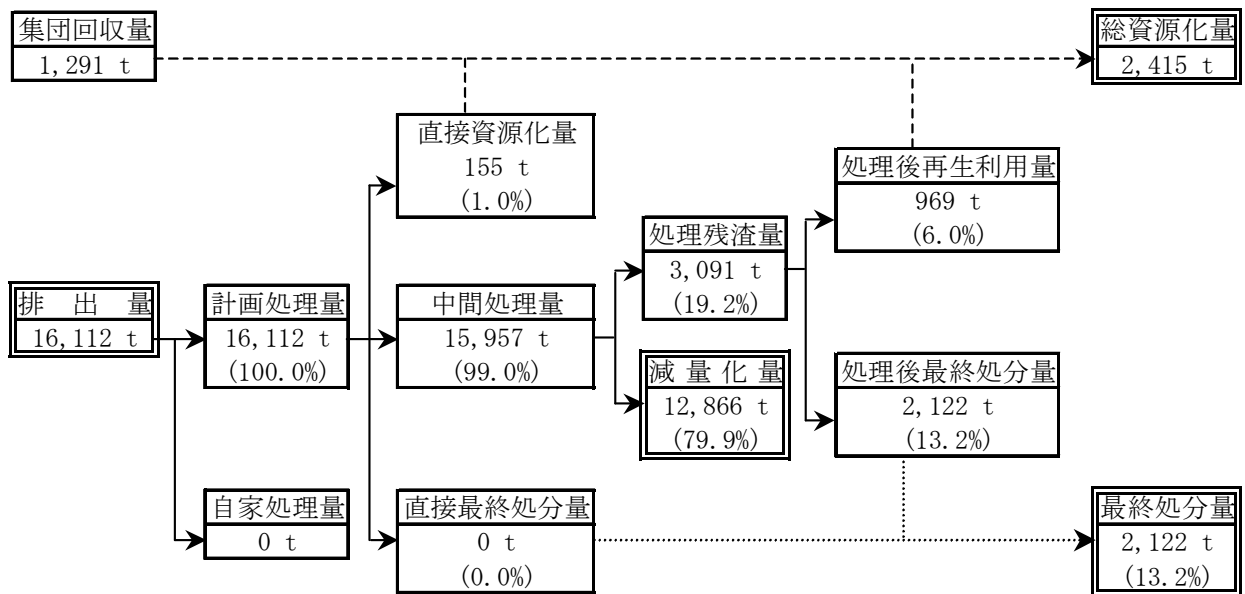 集団回収量
1,291 t
総資源化量
2,415 t
直接資源化量
155 t
(1.0%)
処理後再生利用量
969 t
(6.0%)
処理残渣量
3,091 t
(19.2%)
排 出 量
16,112 t
計画処理量
16,112 t
(100.0%)
中間処理量
15,957 t
(99.0%)
減 量 化 量
12,866 t
(79.9%)
処理後最終処分量
2,122 t
(13.2%)
自家処理量
0 t
直接最終処分量
0 t
(0.0%)
最終処分量
2,122 t
(13.2%)